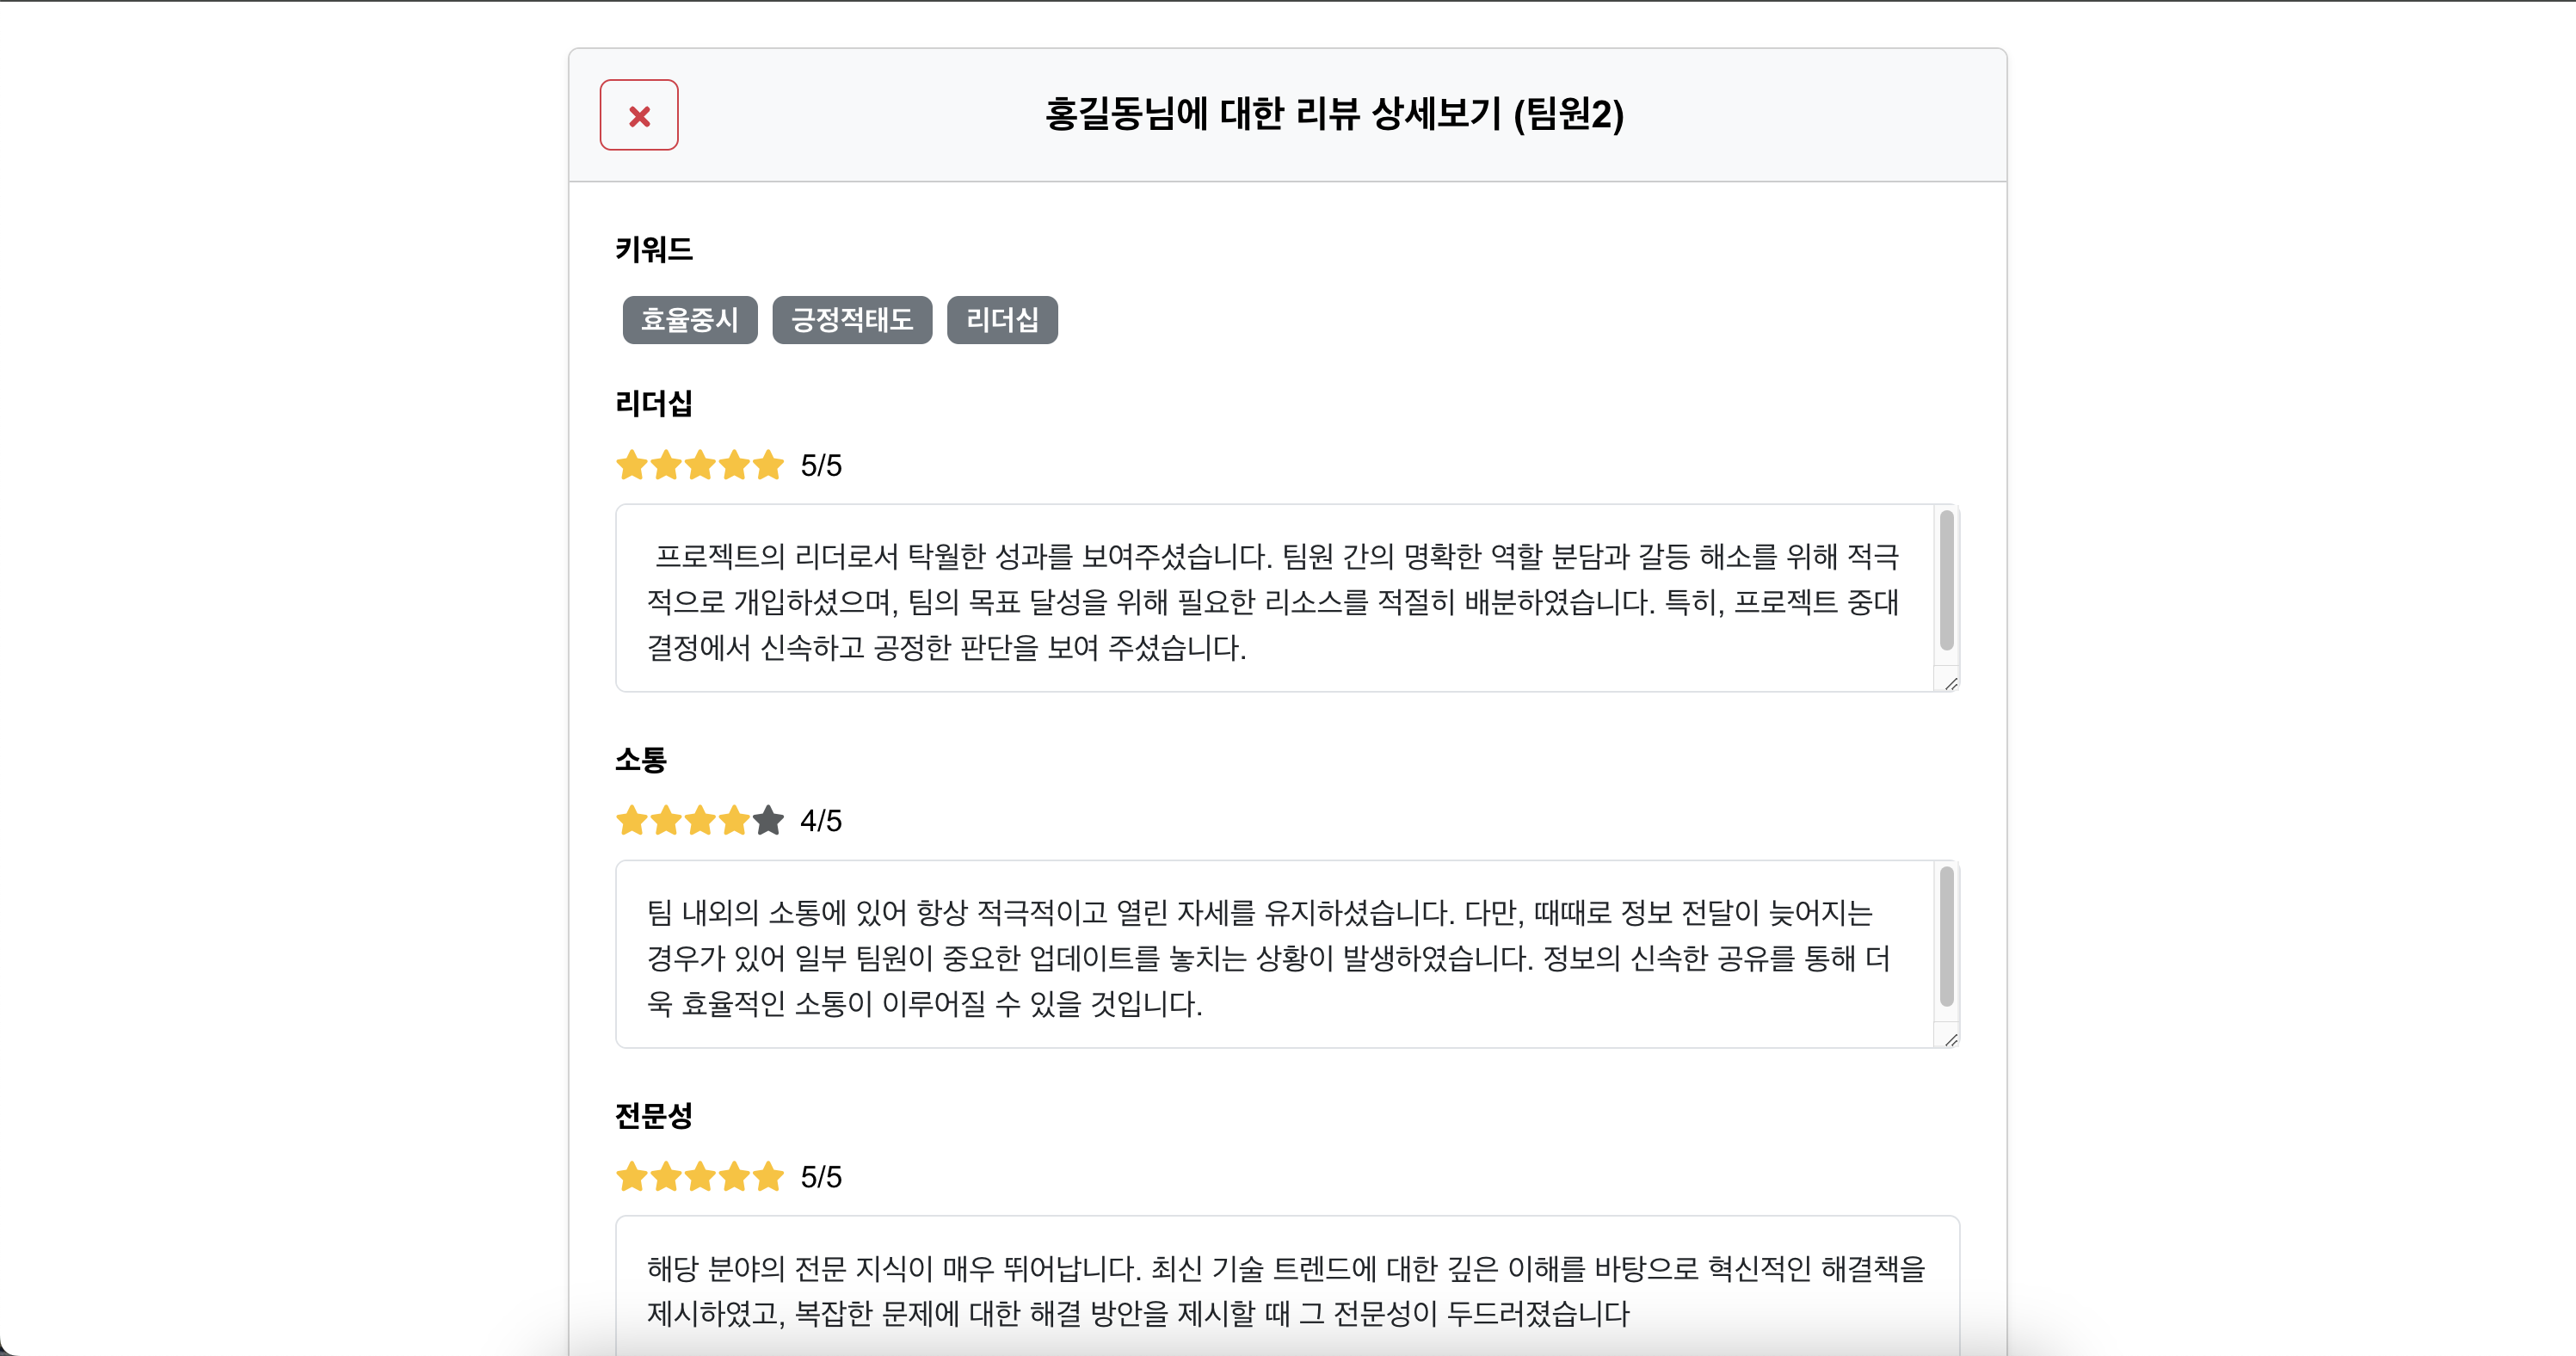 홍길동님에 대한 리뷰 상세보기 (팀원2)
키워드
효율중시 긍정적태도 리더십
리더십
5/5
프로젝트의 리더로서 탁월한 성과를 보여주셨습니다. 팀원 간의 명확한 역할 분담과 갈등 해소를 위해 적극
적으로 개입하셨으며, 팀의 목표 달성을 위해 필요한 리소스를 적절히 배분하였습니다. 특히, 프로젝트 중대
결정에서 신속하고 공정한 판단을 보여 주셨습니다.
소통
4/5
팀 내외의 소통에 있어 항상 적극적이고 열린 자세를 유지하셨습니다. 다만, 때때로 정보 전달이 늦어지는
경우가 있어 일부 팀원이 중요한 업데이트를 놓치는 상황이 발생하였습니다. 정보의 신속한 공유를 통해 더
욱 효율적인 소통이 이루어질 수 있을 것입니다.
전문성
5/5
해당 분야의 전문 지식이 매우 뛰어납니다. 최신 기술 트렌드에 대한 깊은 이해를 바탕으로 혁신적인 해결책을
제시하였고, 복잡한 문제에 대한 해결 방안을 제시할 때 그 전문성이 두드러졌습니다